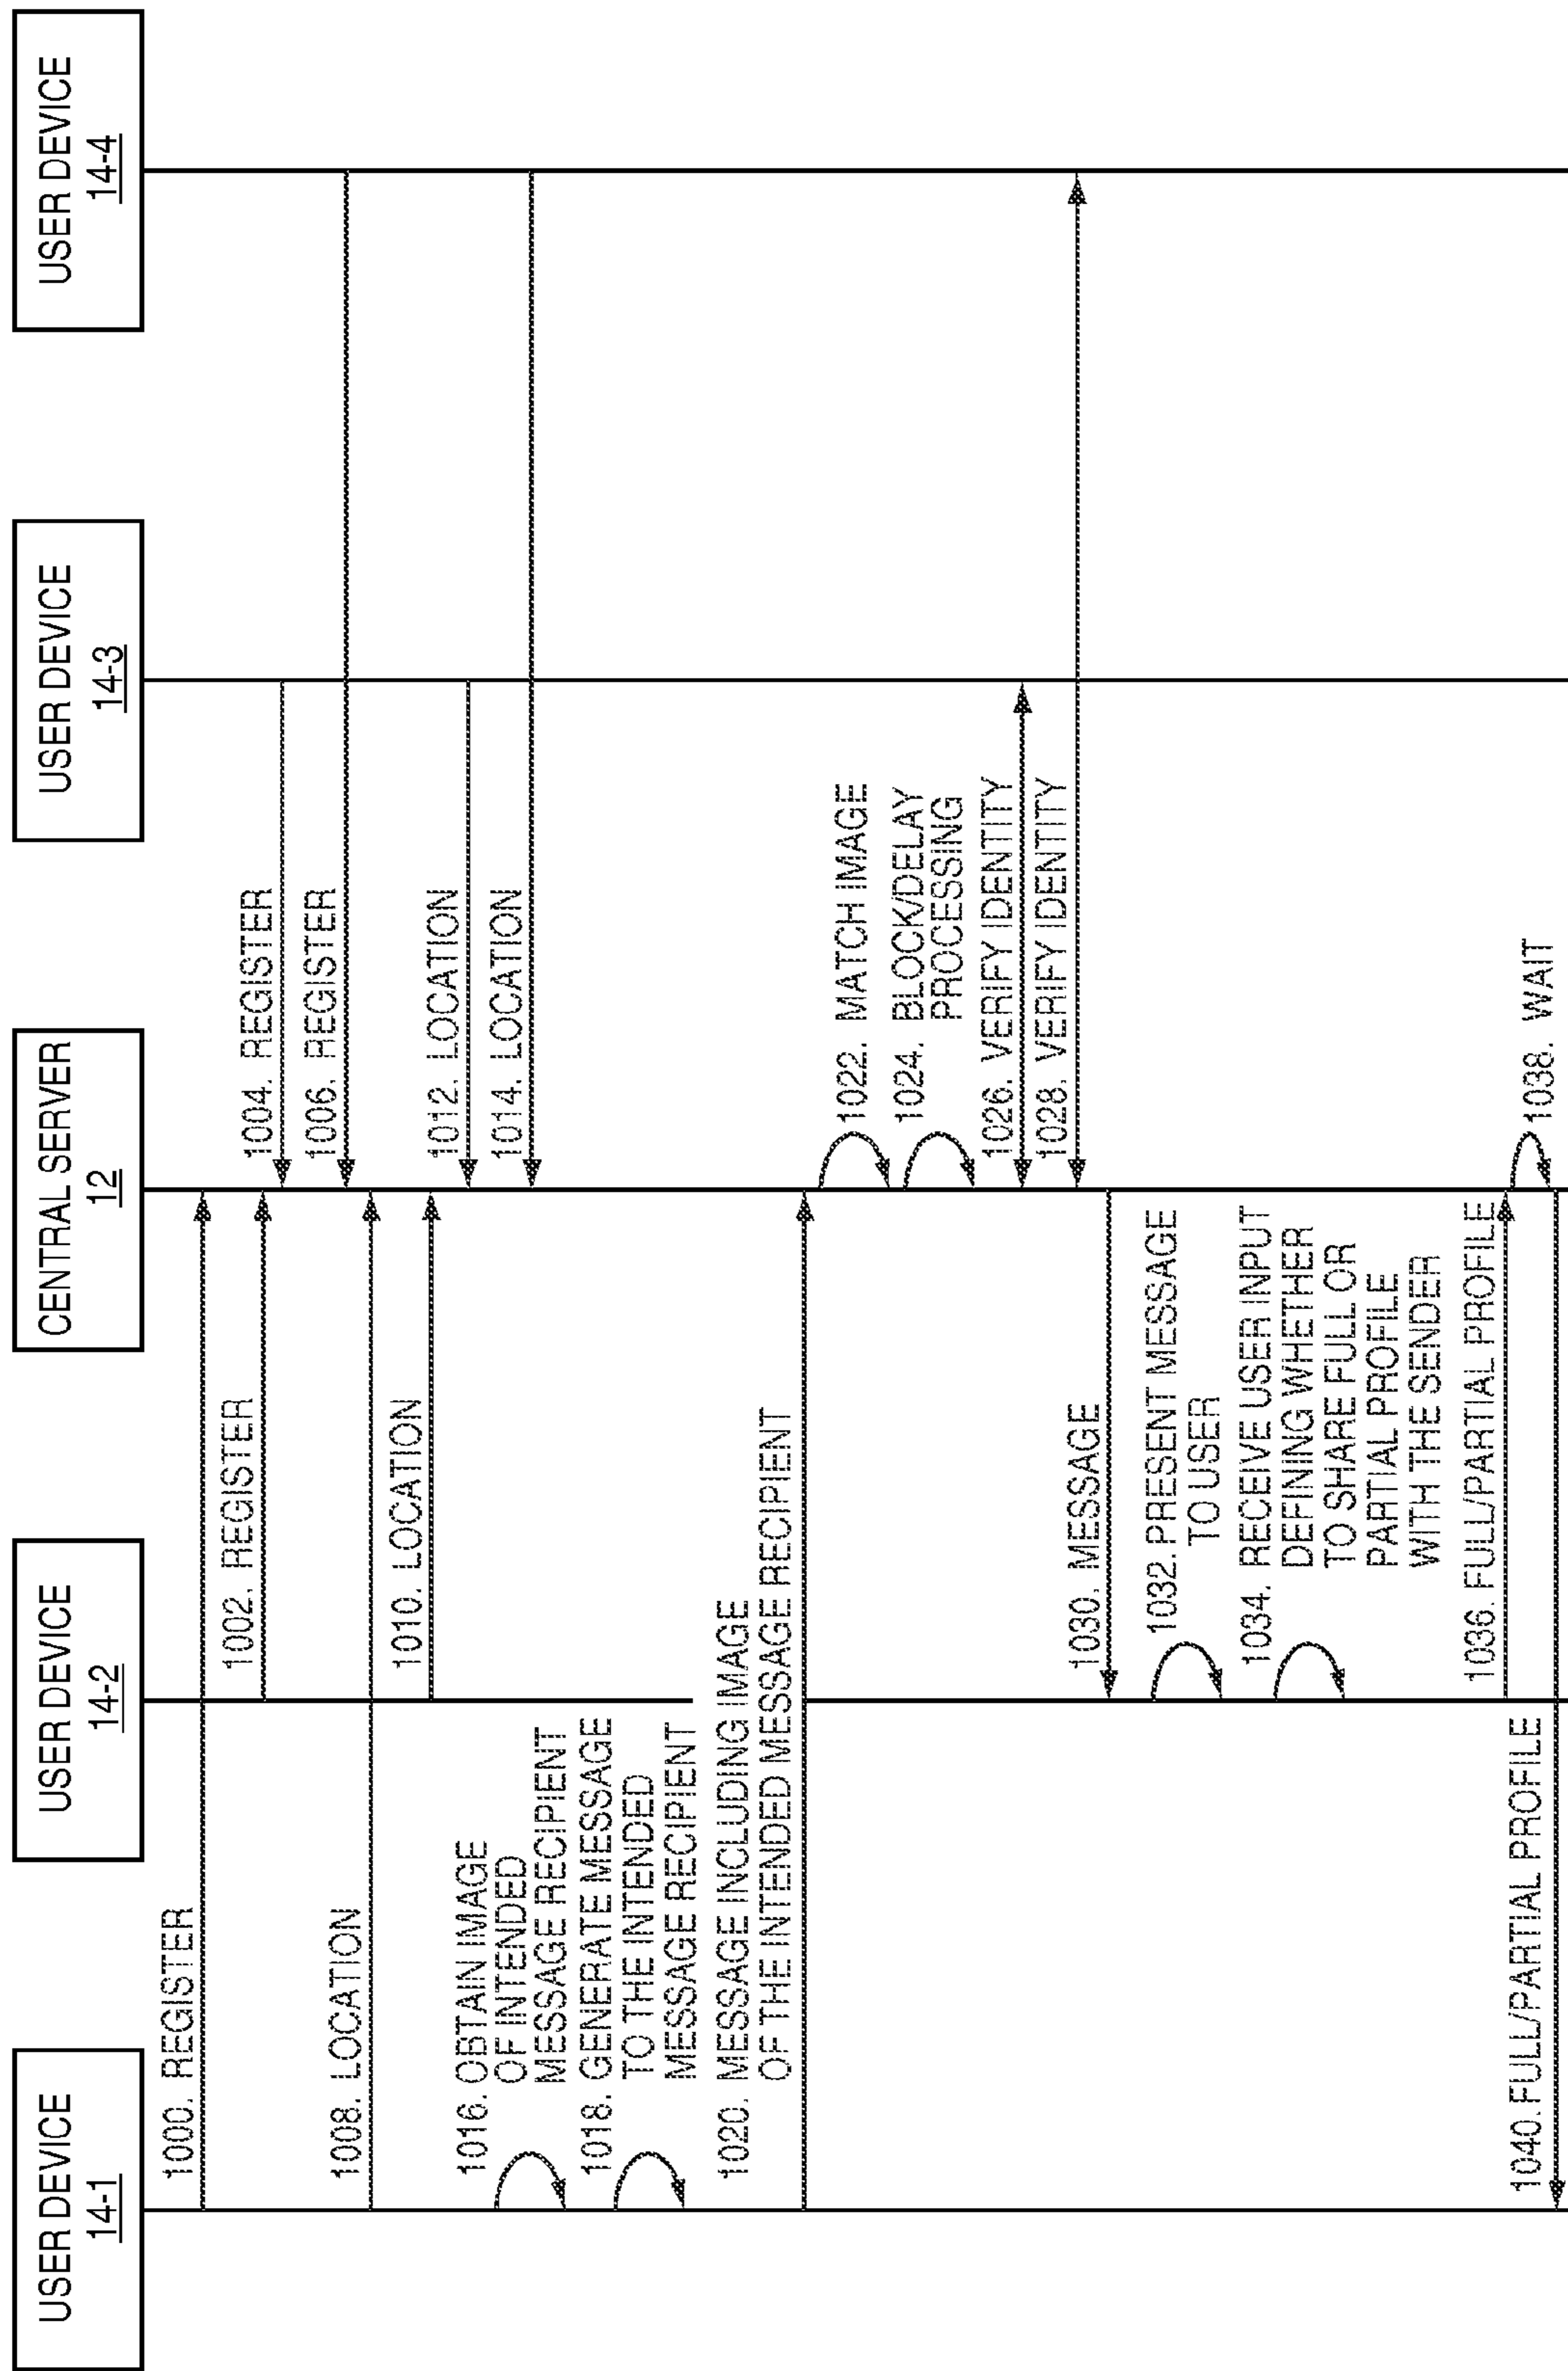 USER DEVICE
14-1
USER DEVICE
14-2
CENTRAL SERVER
12
USER DEVICE
14-3
USER DEVICE
14-4
1000. REGISTER
1002. REGISTER
1004. REGISTER
1006. REGISTER
1008. LOCATION
1010. LOCATION
1012. LOCATION
1014. LOCATION
1016. OBTAIN IMAGE
OF INTENDED
MESSAGE RECIPIENT
1018. GENERATE MESSAGE
TO THE INTENDED
MESSAGE RECIPIENT
1020. MESSAGE INCLUDING IMAGE
OF THE INTENDED MESSAGE RECIPIENT
1022. MATCH IMAGE
1024. BLOCK/DELAY
PROCESSING
1026. VERIFY IDENTITY
1028. VERIFY IDENTITY
1030. MESSAGE
1032. PRESENT MESSAGE
TO USER
1034. RECEIVE USER INPUT
DEFINING WHETHER
TO SHARE FULL OR
PARTIAL PROFILE
WITH THE SENDER
1036. FULL/PARTIAL PROFILE
1038. WAIT
1040. FULL/PARTIAL PROFILE